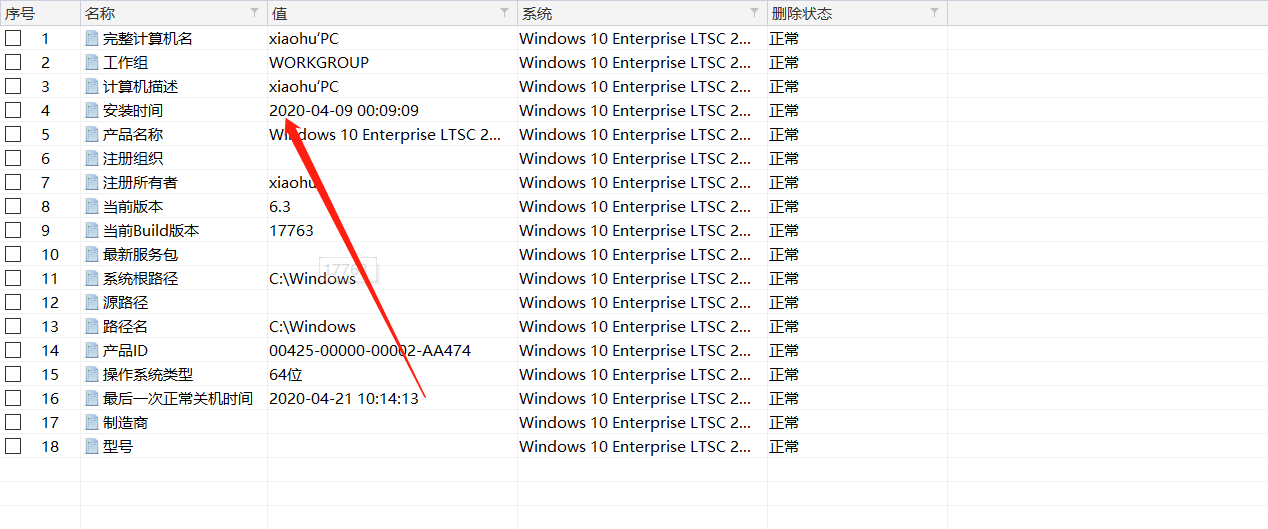 序号 名称 值 系统 删除状态
1 完整计算机名 xiaohu‘PC Windows 10 Enterprise LTSC 2... 正常
2 工作组 WORKGROUP Windows 10 Enterprise LTSC 2... 正常
3 计算机描述 xiaohu‘PC Windows 10 Enterprise LTSC 2... 正常
4 安装时间 2020-04-09 00:09:09 Windows 10 Enterprise LTSC 2... 正常
5 产品名称 Windows 10 Enterprise LTSC 2... Windows 10 Enterprise LTSC 2... 正常
6 注册组织 Windows 10 Enterprise LTSC 2... 正常
7 注册所有者 xiaohu Windows 10 Enterprise LTSC 2... 正常
8 当前版本 6.3 Windows 10 Enterprise LTSC 2... 正常
9 当前Build版本 17763 Windows 10 Enterprise LTSC 2... 正常
10 最新服务包 Windows 10 Enterprise LTSC 2... 正常
17763
11 系统根路径 C:\Windows Windows 10 Enterprise LTSC 2... 正常
12 源路径 Windows 10 Enterprise LTSC 2... 正常
13 路径名 C:\Windows Windows 10 Enterprise LTSC 2... 正常
14 产品ID 00425-00000-00002-AA474 Windows 10 Enterprise LTSC 2... 正常
15 操作系统类型 64位 Windows 10 Enterprise LTSC 2... 正常
16 最后一次正常关机时间 2020-04-21 10:14:13 Windows 10 Enterprise LTSC 2... 正常
17 制造商 Windows 10 Enterprise LTSC 2... 正常
18 型号 Windows 10 Enterprise LTSC 2... 正常